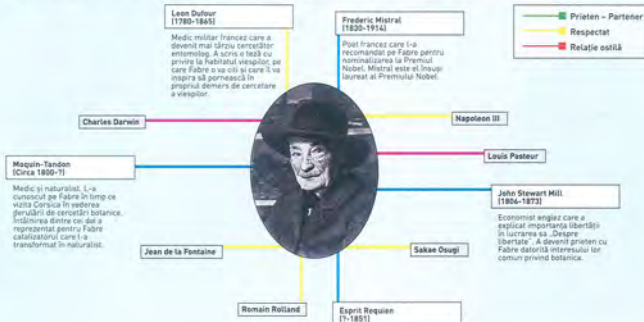 Leon Dufour
(1780-1865)
Medic militar francez care a
devenit mai târziu cercetător
entomolog. A scris o teză cu
privire la habitatul viespilor, pe
care Fabre o va citi și care îl va
inspira să pornească în
propriul demers de cercetare
a viespilor.
Frederic Mistral
(1830-1914)
Poet francez care l-a
recomandat pe Fabre pentru
nominalizarea la Premiul
Nobel. Mistral este el însuși
laureat al Premiului Nobel.
Prieten – Partener
Respectat
Relație ostilă
Charles Darwin
Napoleon III
Louis Pasteur
Moquin-Tandon
(Circa 1800-?)
Medic și naturalist. L-a
cunoscut pe Fabre în timp ce
vizita Corsica în vederea
derulării de cercetări botanice.
Întâlnirea dintre cei doi a
reprezentat pentru Fabre
catalizatorul care l-a
transformat în naturalist.
John Stewart Mill
(1806-1873)
Economist englez care a
explicat importanța libertății
în lucrarea sa „Despre
libertate”. A devenit prieten cu
Fabre datorită interesului lor
comun privind botanica.
Jean de la Fontaine
Sakae Osugi
Romain Rolland
Esprit Requien
(?-1851)